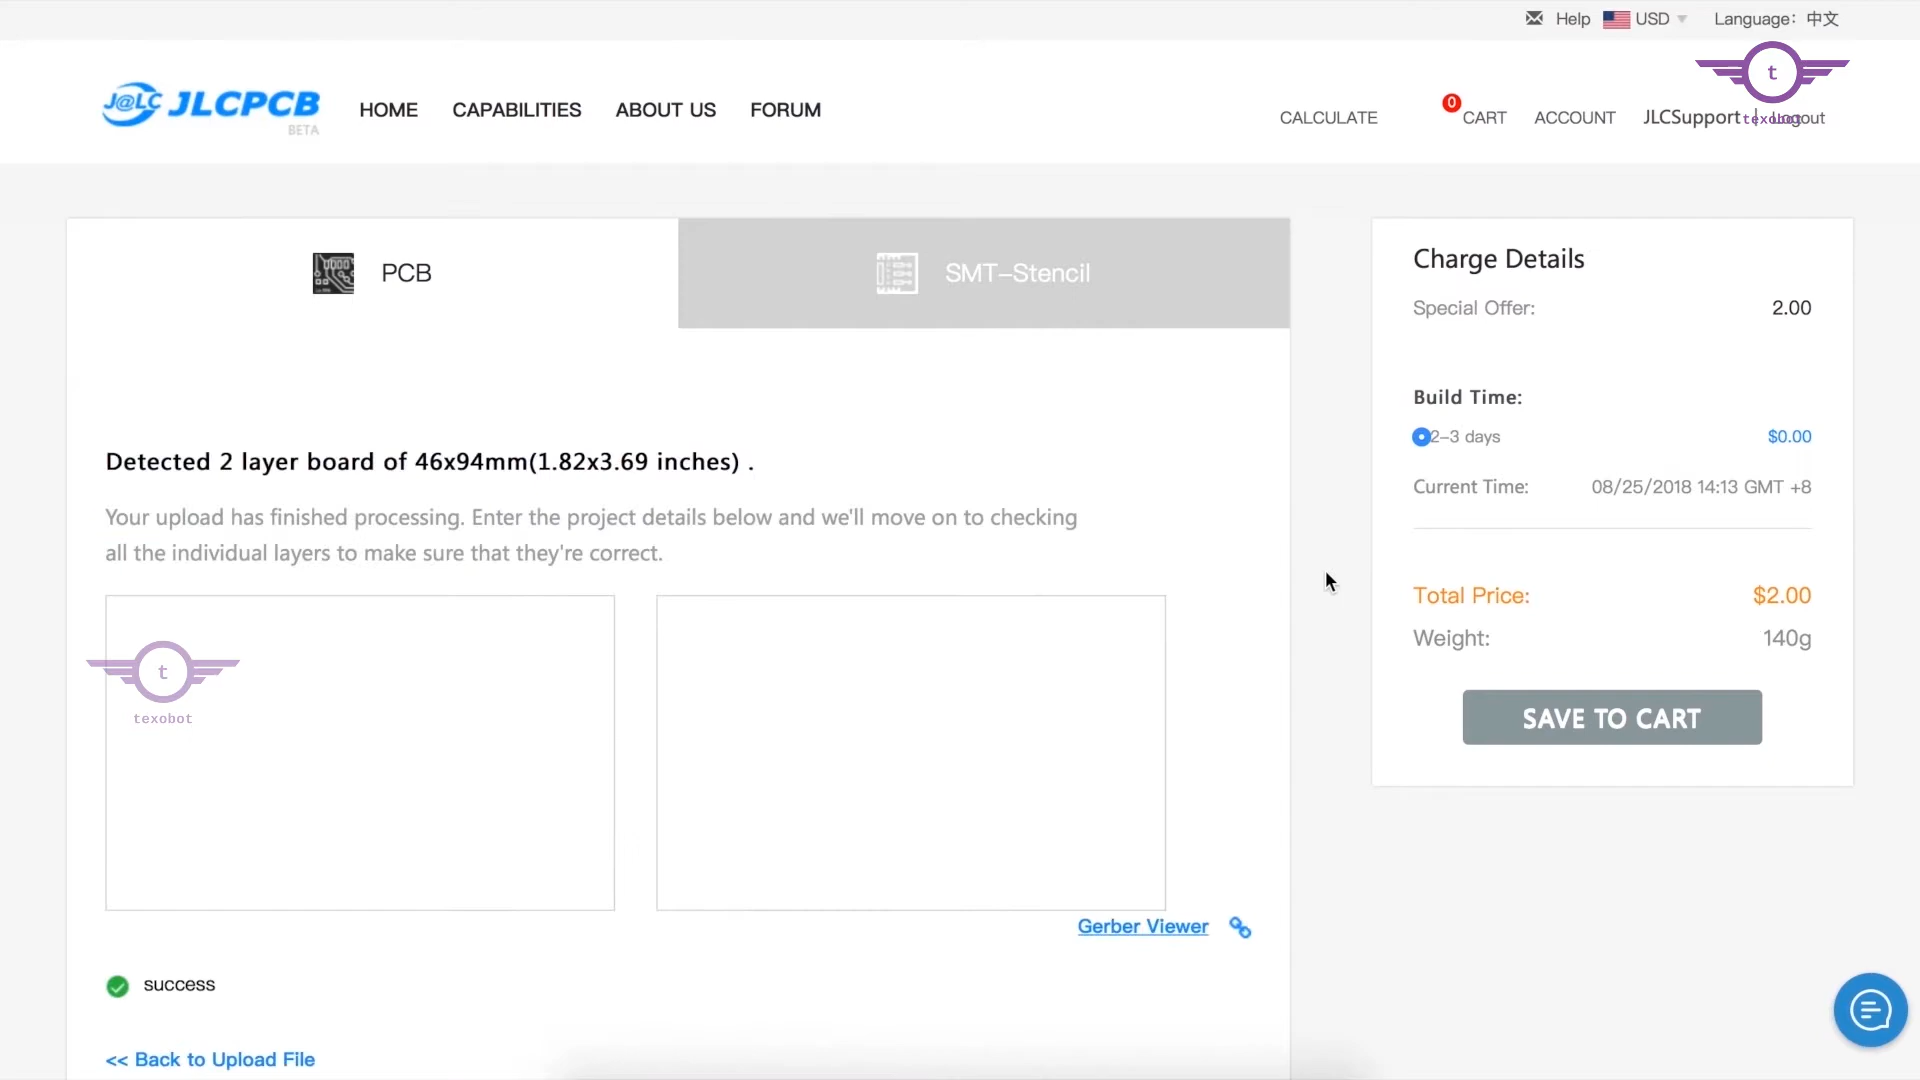 Help USD Language: 中文
J@LC JLCPCB
BETA
HOME CAPABILITIES ABOUT US FORUM
CALCULATE 0 CART ACCOUNT JLCSupport | Logout
t
texobot
PCB
SMT-Stencil
Detected 2 layer board of 46x94mm(1.82x3.69 inches) .
Your upload has finished processing. Enter the project details below and we'll move on to checking
all the individual layers to make sure that they're correct.
t
texobot
Gerber Viewer
success
<< Back to Upload File
Charge Details
Special Offer: 2.00
Build Time:
2-3 days $0.00
Current Time: 08/25/2018 14:13 GMT +8
Total Price: $2.00
Weight: 140g
SAVE TO CART